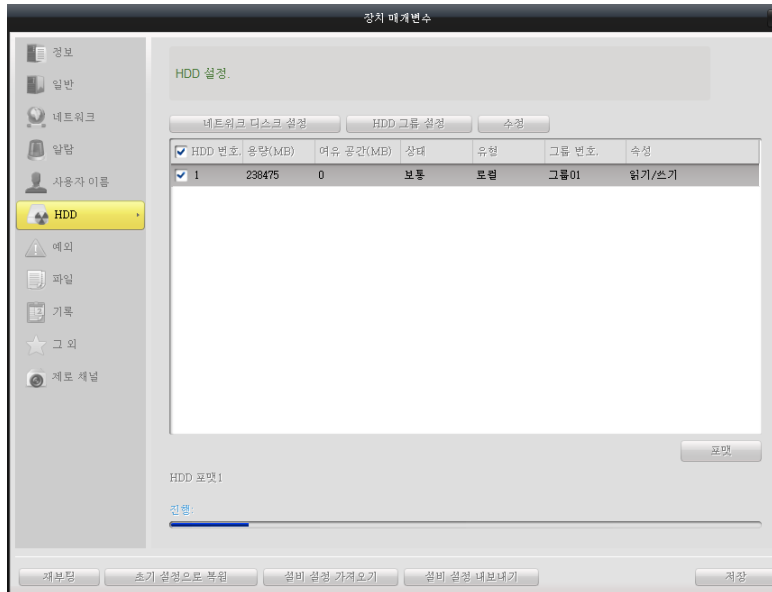 장치 매개변수
정보
일반
네트워크
알람
사용자 이름
HDD
예외
파일
기록
그 외
제로 채널
HDD 설정.
네트워크 디스크 설정 HDD 그룹 설정 수정
HDD 번호. 용량(MB) 여유 공간(MB) 상태 유형 그룹 번호. 속성
1 238475 0 보통 로컬 그룹01 읽기/쓰기
포맷
HDD 포맷1
진행:
재부팅 초기 설정으로 복원 설비 설정 가져오기 설비 설정 내보내기 저장